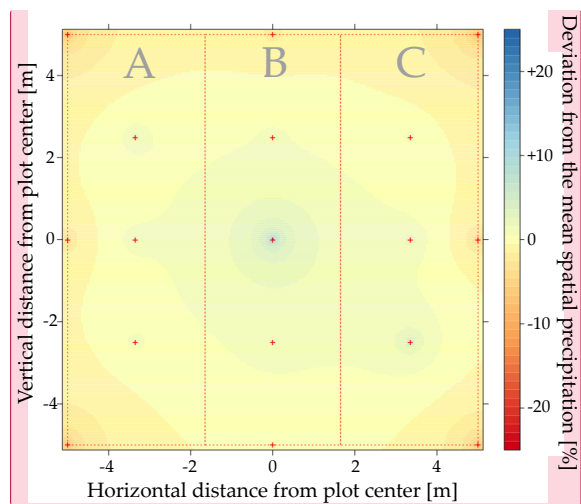 A B C
Vertical distance from plot center [m]
4
2
0
-2
-4
-4 -2 0 2 4
Horizontal distance from plot center [m]
+20
+10
0
-10
-20
Deviation from the mean spatial precipitation [%]